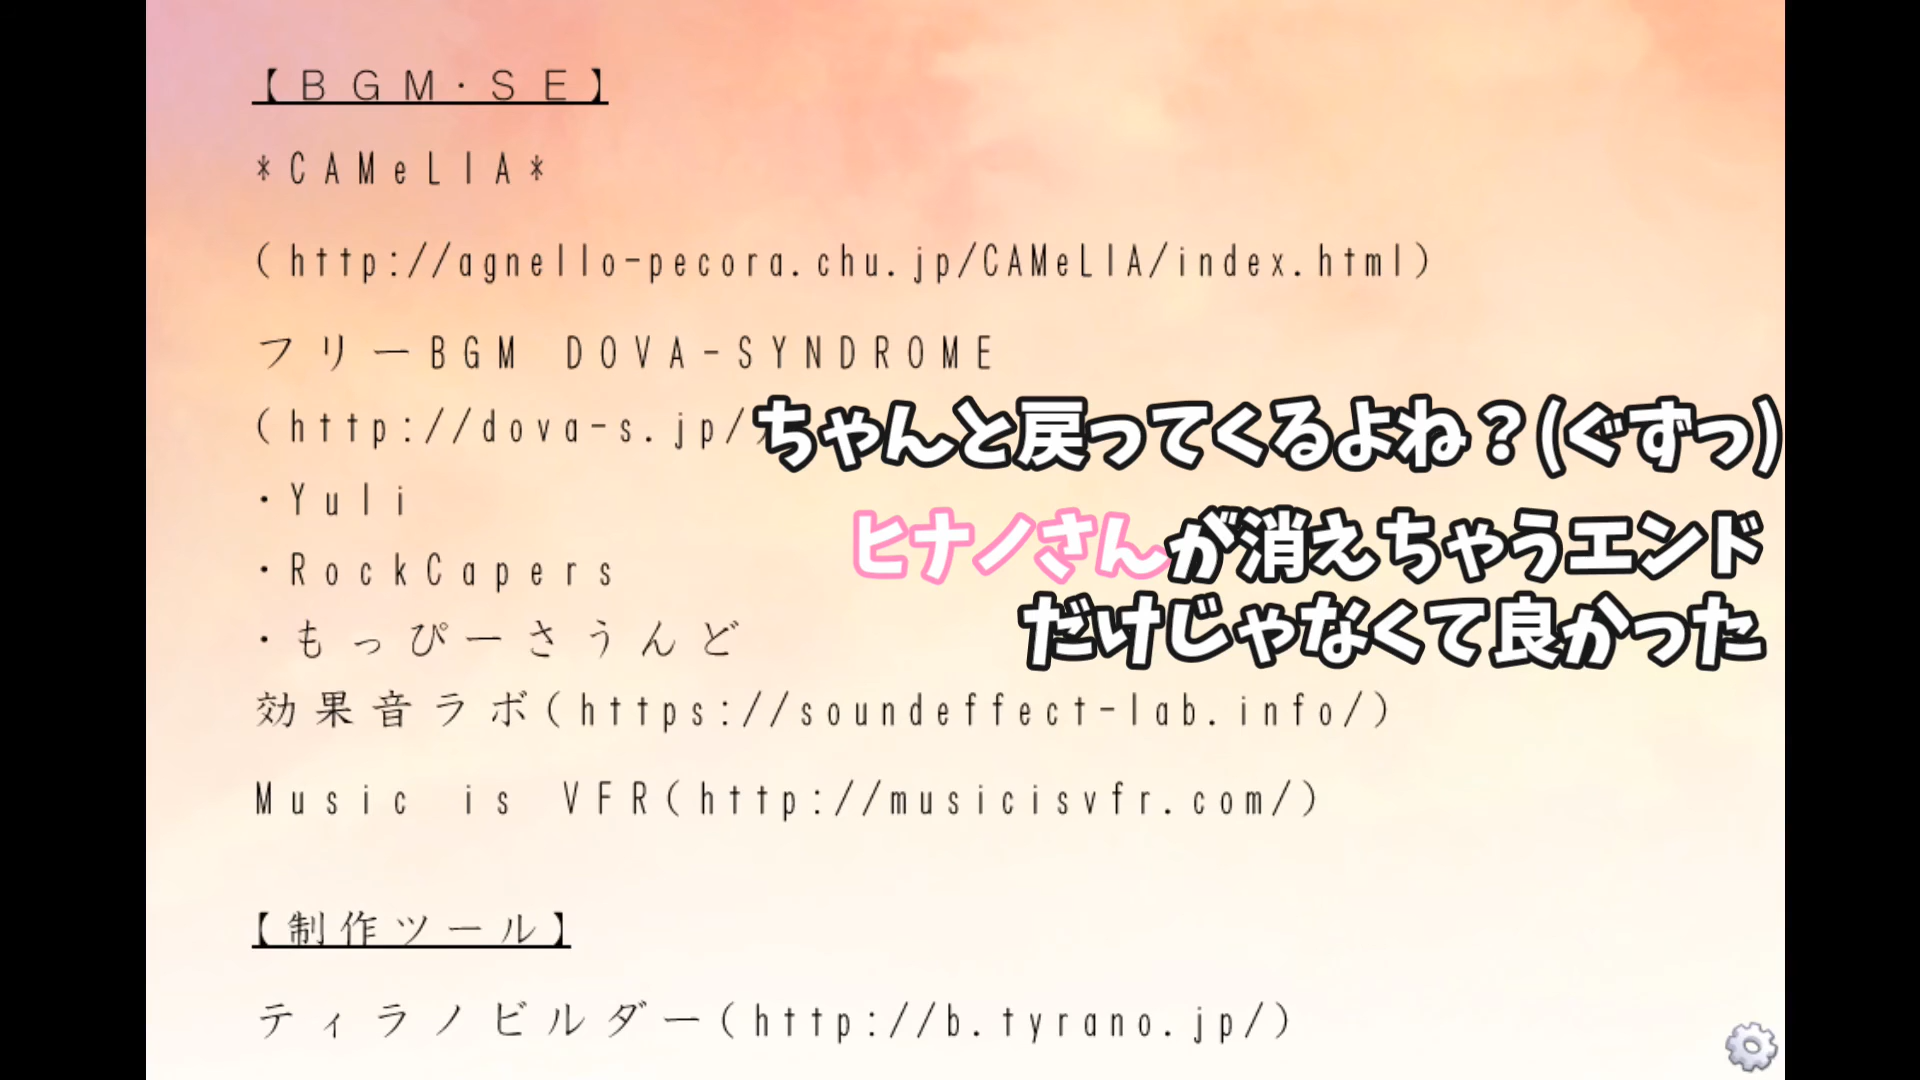 【BGM・SE】
*CAMeLIA*
(http://agnello-pecora.chu.jp/CAMeLIA/index.html)
フリーBGM DOVA-SYNDROME
(http://dova-s.jp/)
ちゃんと戻ってくるよね？(ぐずっ)
・Yuli
ヒナノさんが消えちゃうエンド
・RockCapers
だけじゃなくて良かった
・もっぴーさうんど
効果音ラボ(https://soundeffect-lab.info/)
Music is VFR(http://musicisvfr.com/)
【制作ツール】
ティラノビルダー(http://b.tyrano.jp/)